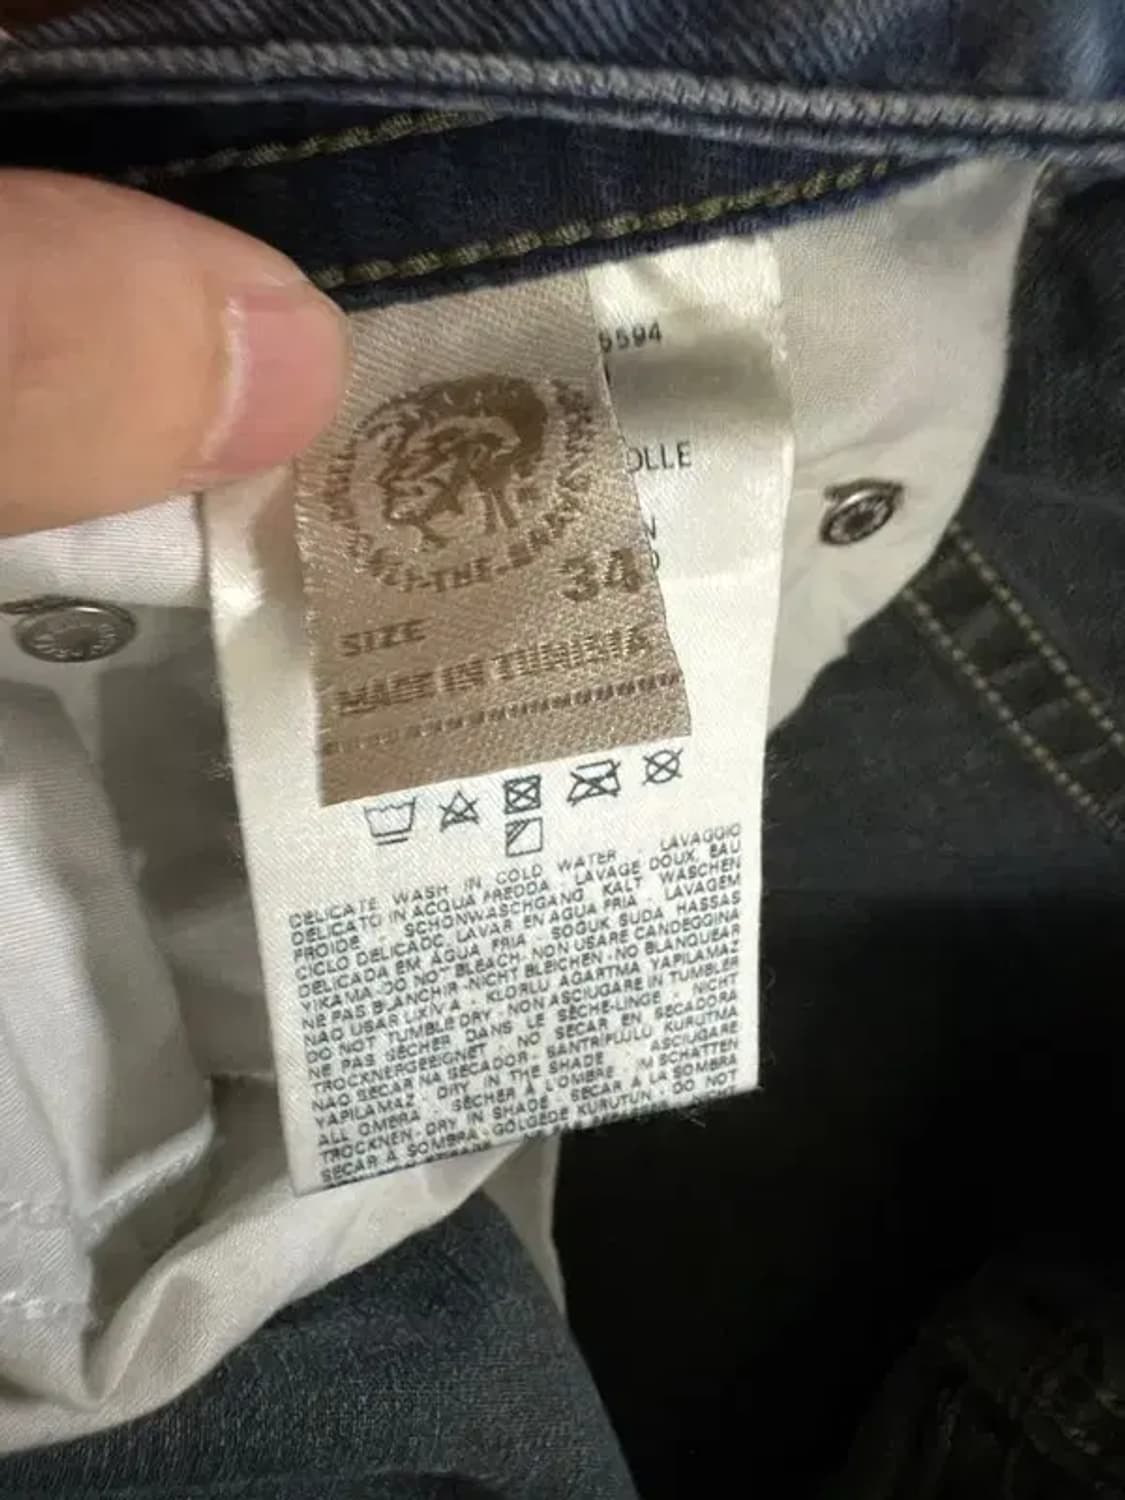 5594
OLLE
34
SIZE
MADE IN TUNISIA
DELICATE WASH IN COLD WATER - LAVAGGIO
DELICATO IN ACQUA FREDDA - LAVAGE DOUX, EAU
FROIDE - SCHONWASCHGANG, KALT WASCHEN
CICLO DELICADO, LAVAR EN AGUA FRIA - LAVAGEM
DELICADA EM AGUA FRIA - SOGUK SUDA HASSAS
YIKAMA - DO NOT BLEACH - NON USARE CANDEGGINA
NE PAS BLANCHIR - NICHT BLEICHEN - NO BLANQUEAR
NAO USAR LIXIVA - KLORLU AGARTMA YAPILAMAZ
DO NOT TUMBLE DRY - NON ASCIUGARE IN TUMBLER
NE PAS SECHER DANS LE SÈCHE-LINGE - NICHT
TROCKNERGEEIGNET - NO SECAR EN SECADORA
NAO SECAR NA SECADOR - SANTRIFUJLU KURUTMA
YAPILAMAZ - DRY IN THE SHADE - ASCIUGARE
ALL OMBRA - SÉCHER À L'OMBRE - IM SCHATTEN
TROCKNEN - DRY IN SHADE - SECAR A LA SOMBRA
SECAR À SOMBRA - GOLGEDE KURUTUN - DO NOT